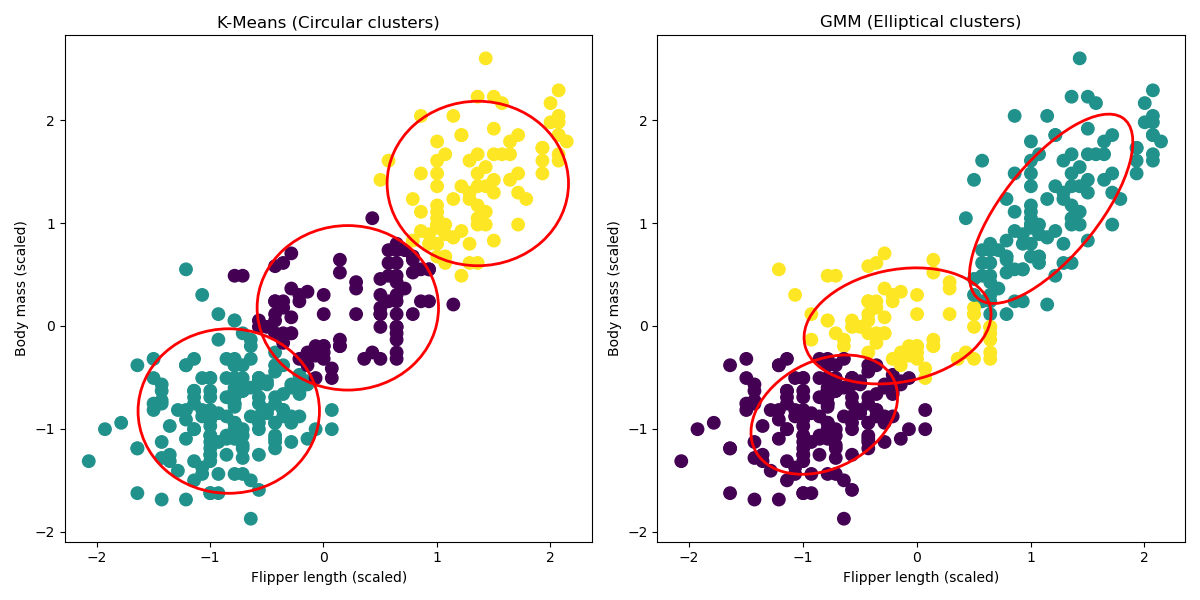 K-Means (Circular clusters)
2
1
0
−1
−2
Body mass (scaled)
−2 −1 0 1 2
Flipper length (scaled)
GMM (Elliptical clusters)
2
1
0
−1
−2
Body mass (scaled)
−2 −1 0 1 2
Flipper length (scaled)